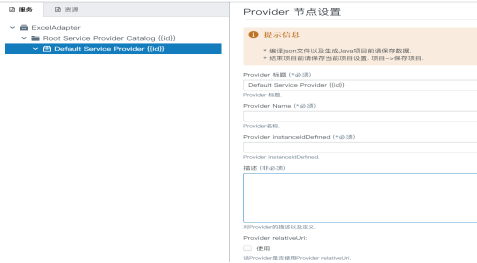 服务
资源
ExcelAdapter
Root Service Provider Catalog {{id}}
Default Service Provider {{id}}
Provider 节点设置
提示信息
* 编译json文件以及生成Java项目前请保存数据.
* 结束项目前请保存当前项目设置. 项目-->保存项目.
Provider 标题 (*必须)
Default Service Provider {{id}}
Provider 标题.
Provider Name (*必须)
Provider名称.
Provider instanceIdDefined (*必须)
Provider instanceIdDefined.
描述 (非必须)
对Provider的描述以及定义.
Provider relativeUri:
使用
该Provider是否使用Provider relativeUri.